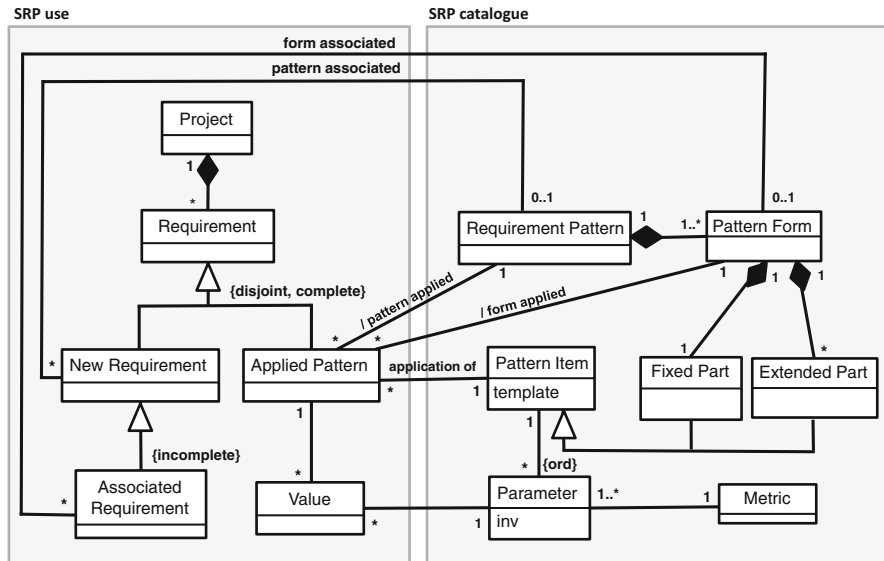 SRP use
SRP catalogue
form associated
pattern associated
Project
1
*
Requirement
{disjoint, complete}
0..1
0..1
Requirement Pattern
1
1..*
Pattern Form
1
/ pattern applied
*
1
/ form applied
*
1
1
*
New Requirement
Applied Pattern
application of
*
1
Pattern Item
template
1
Fixed Part
*
Extended Part
{incomplete}
1
*
1
*
{ord}
*
Associated
Requirement
Value
*
1
Parameter
inv
1..*
1
Metric